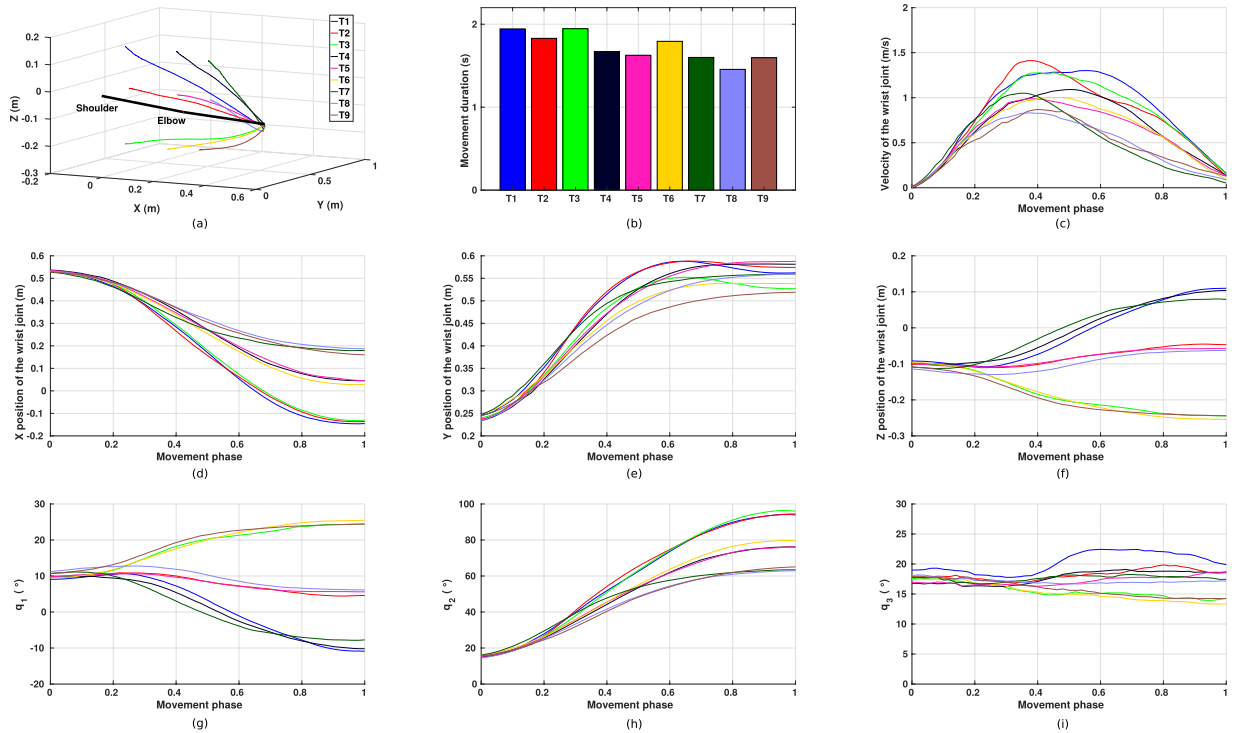 0.2
0.1
0
-0.1
-0.2
-0.3
Z (m)
-0.2
0
0.2
0.4
0.6
X (m)
0
0.5
1
Y (m)
Shoulder
Elbow
T1
T2
T3
T4
T5
T6
T7
T8
T9
(a)
Movement duration (s)
2
1
0
T1 T2 T3 T4 T5 T6 T7 T8 T9
(b)
Velocity of the wrist joint (m/s)
2
1.5
1
0.5
0
0 0.2 0.4 0.6 0.8 1
Movement phase
(c)
X position of the wrist joint (m)
0.6
0.5
0.4
0.3
0.2
0.1
0.0
-0.1
0.2
0 0.2 0.4 0.6 0.8 1
Movement phase
(d)
Y position of the wrist joint (m)
0.6
0.55
0.5
0.45
0.4
0.35
0.3
0.25
0.2
0 0.2 0.4 0.6 0.8 1
Movement phase
(e)
Z position of the wrist joint (m)
0.2
0.1
0
-0.1
-0.2
-0.3
0 0.2 0.4 0.6 0.8 1
Movement phase
(f)
q1 (°)
30
20
10
0
-10
-20
0 0.2 0.4 0.6 0.8 1
Movement phase
(g)
q2 (°)
100
80
60
40
20
0
0 0.2 0.4 0.6 0.8 1
Movement phase
(h)
q3 (°)
30
25
20
15
10
5
0
0 0.2 0.4 0.6 0.8 1
Movement phase
(i)